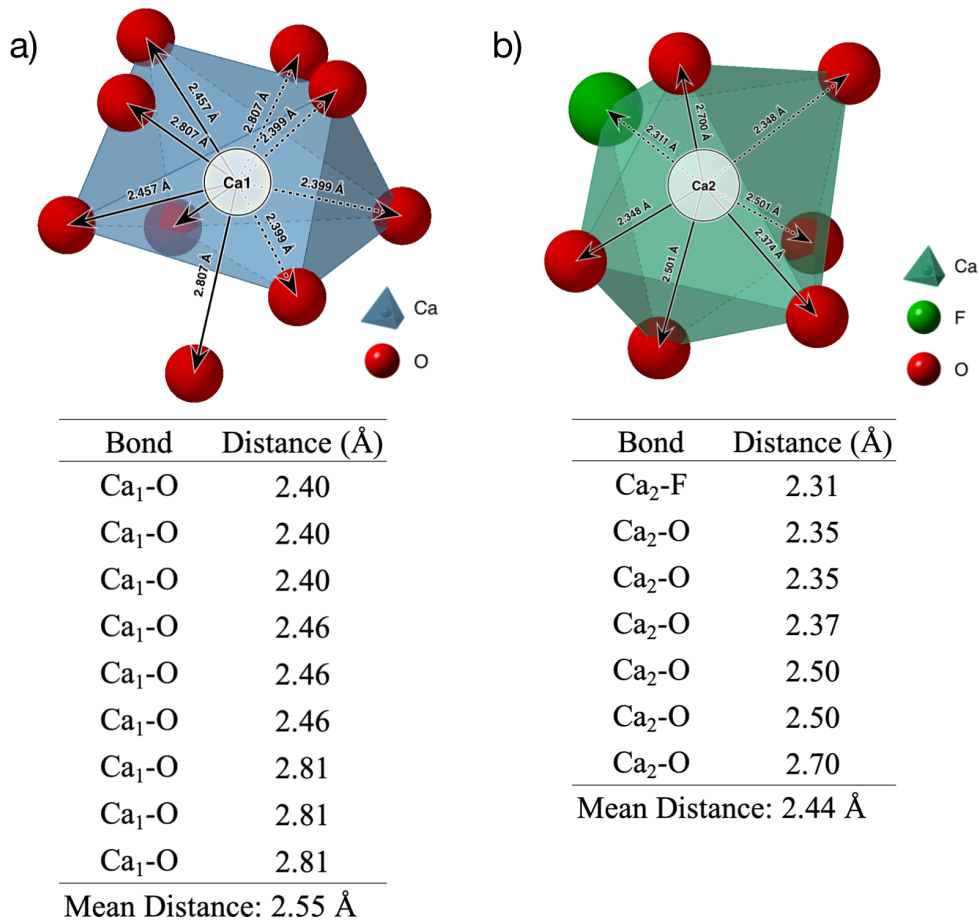 a)
2.457 Å
2.807 Å
2.399 Å
2.807 Å
Ca1
2.457 Å
2.399 Å
2.399 Å
2.807 Å
Ca
O
b)
2.700 Å
2.348 Å
2.311 Å
Ca2
2.348 Å
2.501 Å
2.501 Å
2.374 Å
Ca
F
O
Bond Distance (Å)
Ca₁-O 2.40
Ca₁-O 2.40
Ca₁-O 2.40
Ca₁-O 2.46
Ca₁-O 2.46
Ca₁-O 2.46
Ca₁-O 2.81
Ca₁-O 2.81
Ca₁-O 2.81
Mean Distance: 2.55 Å
Bond Distance (Å)
Ca₂-F 2.31
Ca₂-O 2.35
Ca₂-O 2.35
Ca₂-O 2.37
Ca₂-O 2.50
Ca₂-O 2.50
Ca₂-O 2.70
Mean Distance: 2.44 Å